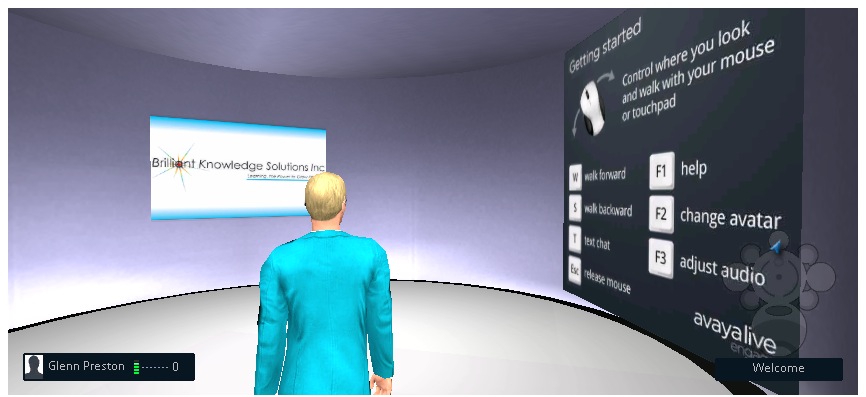 Brilliant Knowledge Solutions Inc
Getting started
Control where you look
and walk with your mouse
or touchpad
W walk forward
S walk backward
T text chat
Esc release mouse
F1 help
F2 change avatar
F3 adjust audio
avayalive
Glenn Preston 0
Welcome